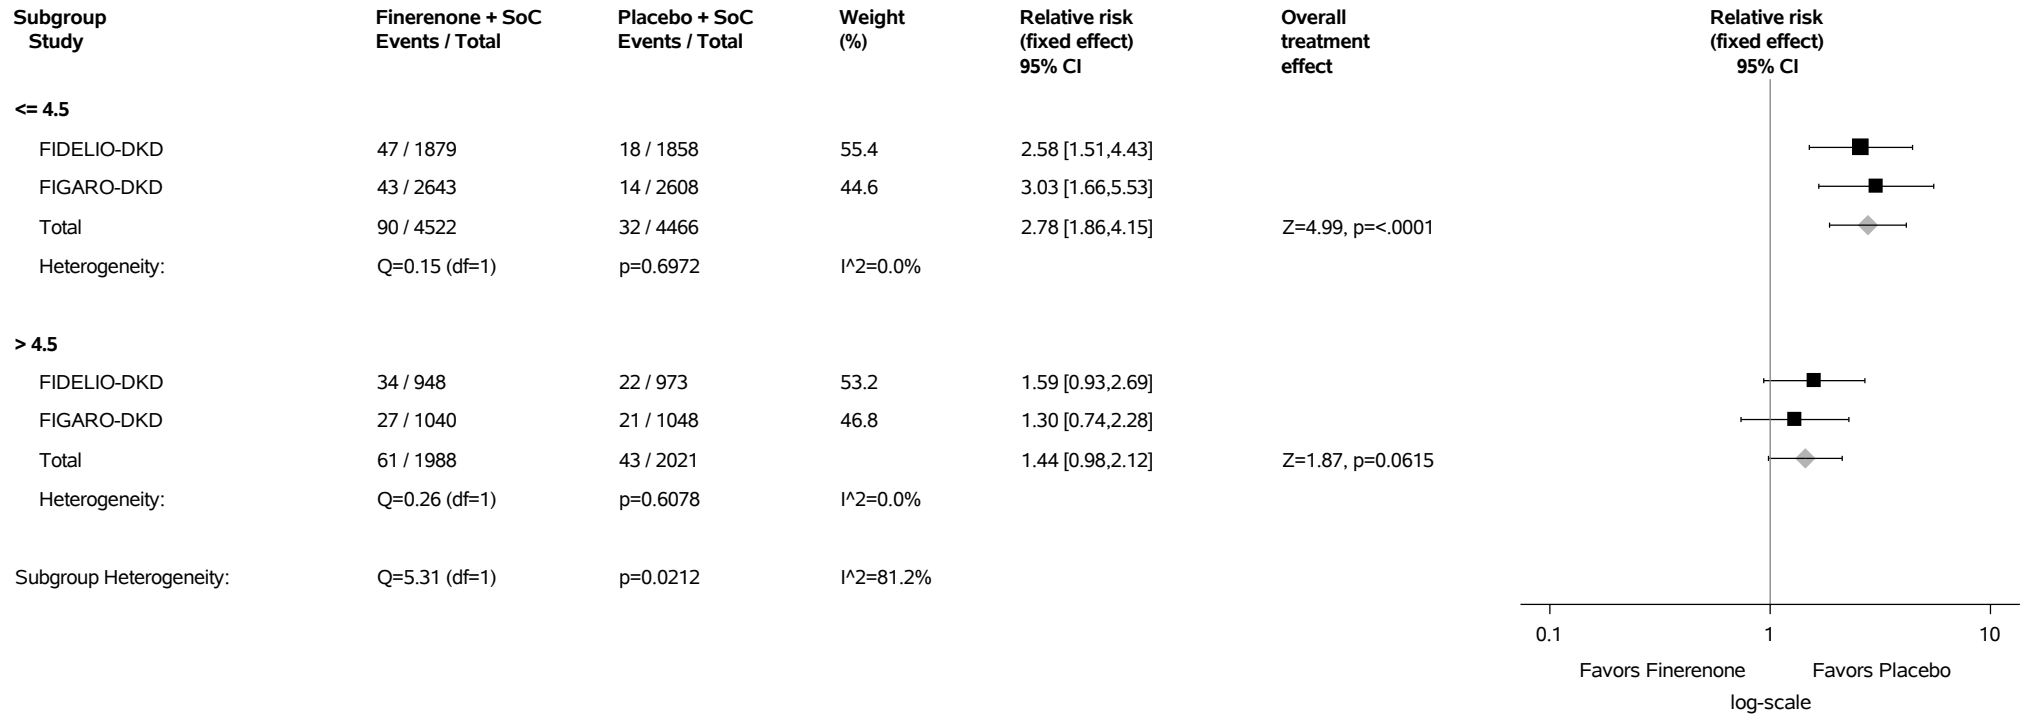 Subgroup Finerenone + SoC Placebo + SoC Weight Relative risk Overall Relative risk
Study Events / Total Events / Total (%) (fixed effect) treatment (fixed effect)
95% CI effect 95% CI
<= 4.5
FIDELIO-DKD 47 / 1879 18 / 1858 55.4 2.58 [1.51,4.43]
FIGARO-DKD 43 / 2643 14 / 2608 44.6 3.03 [1.66,5.53]
Total 90 / 4522 32 / 4466 2.78 [1.86,4.15] Z=4.99, p=<.0001
Heterogeneity: Q=0.15 (df=1) p=0.6972 I^2=0.0%
> 4.5
FIDELIO-DKD 34 / 948 22 / 973 53.2 1.59 [0.93,2.69]
FIGARO-DKD 27 / 1040 21 / 1048 46.8 1.30 [0.74,2.28]
Total 61 / 1988 43 / 2021 1.44 [0.98,2.12] Z=1.87, p=0.0615
Heterogeneity: Q=0.26 (df=1) p=0.6078 I^2=0.0%
Subgroup Heterogeneity: Q=5.31 (df=1) p=0.0212 I^2=81.2%
0.1 1 10
Favors Finerenone Favors Placebo
log-scale